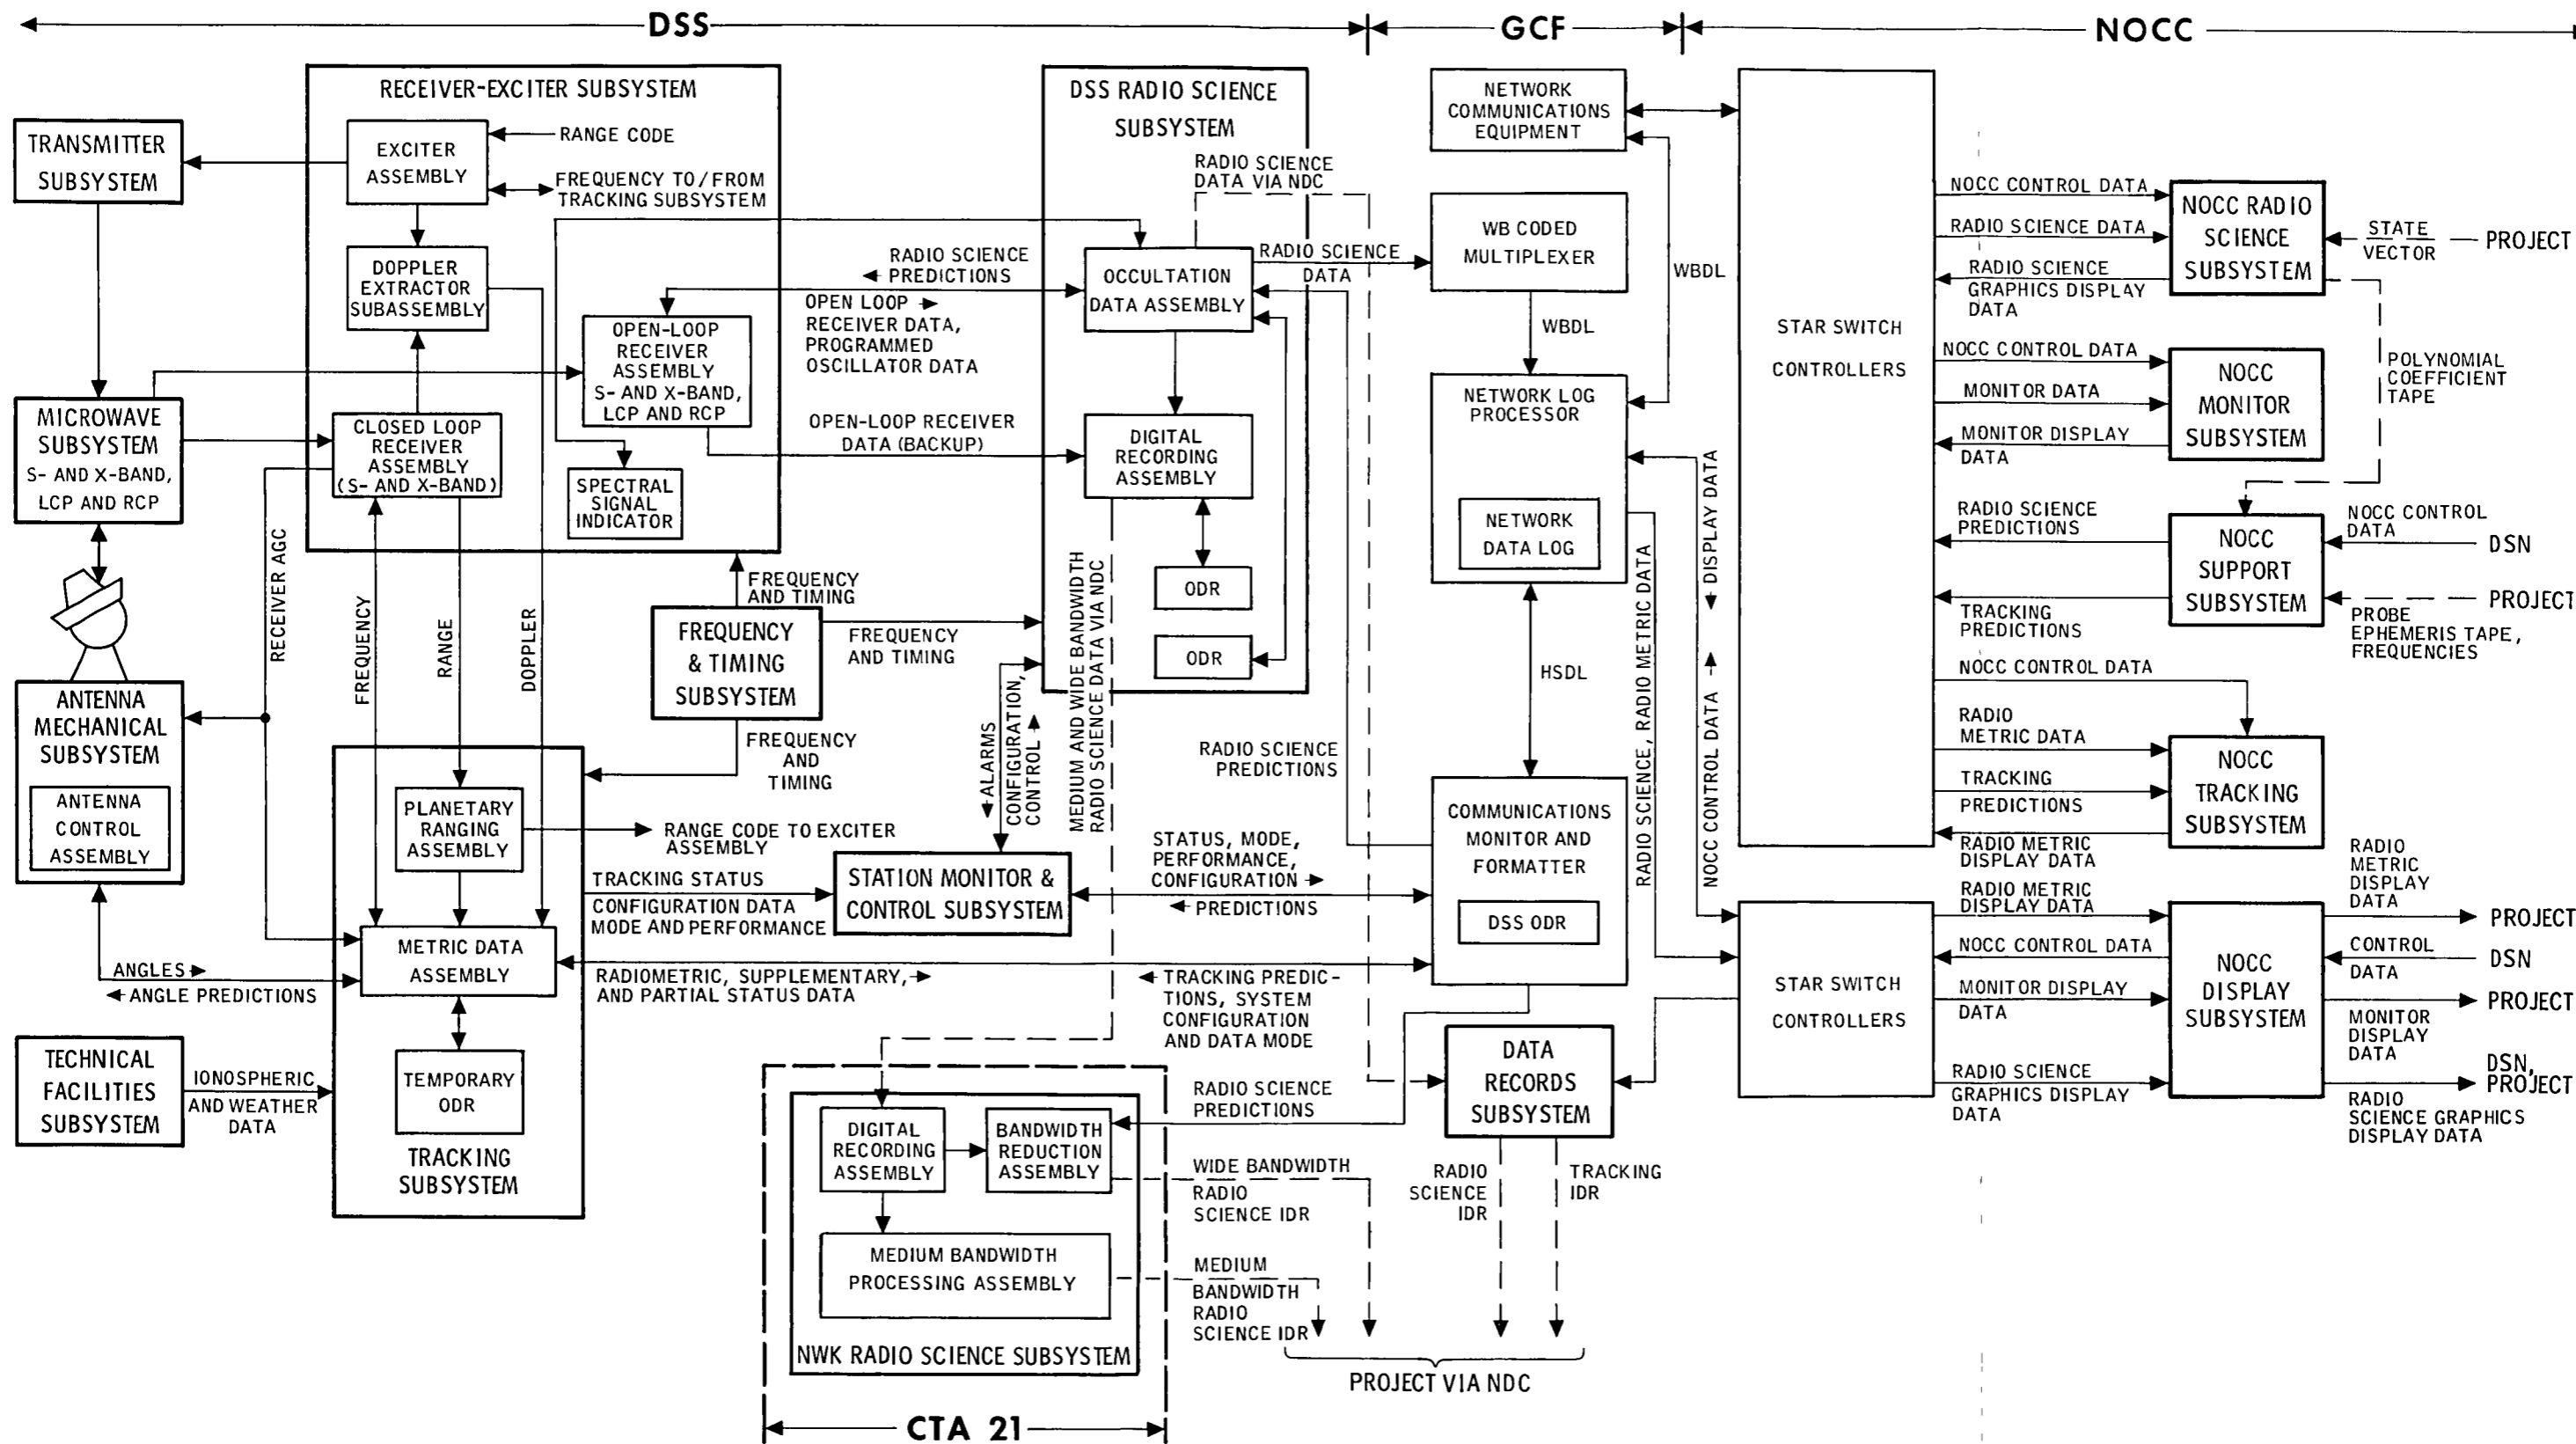 DSS
GCF
NOCC
RECEIVER-EXCITER SUBSYSTEM
TRANSMITTER
SUBSYSTEM
EXCITER
ASSEMBLY
RANGE CODE
FREQUENCY TO/FROM
TRACKING SUBSYSTEM
DOPPLER
EXTRACTOR
SUBASSEMBLY
OPEN-LOOP
RECEIVER
ASSEMBLY
S- AND X-BAND,
LCP AND RCP
CLOSED LOOP
RECEIVER
ASSEMBLY
(S- AND X-BAND)
SPECTRAL
SIGNAL
INDICATOR
MICROWAVE
SUBSYSTEM
S- AND X-BAND,
LCP AND RCP
RECEIVER AGC
FREQUENCY
RANGE
DOPPLER
ANTENNA
MECHANICAL
SUBSYSTEM
ANTENNA
CONTROL
ASSEMBLY
ANGLES
ANGLE PREDICTIONS
TECHNICAL
FACILITIES
SUBSYSTEM
IONOSPHERIC
AND WEATHER
DATA
FREQUENCY
AND TIMING
FREQUENCY
& TIMING
SUBSYSTEM
FREQUENCY
AND TIMING
FREQUENCY
AND
TIMING
PLANETARY
RANGING
ASSEMBLY
RANGE CODE TO EXCITER
ASSEMBLY
TRACKING STATUS
CONFIGURATION DATA
MODE AND PERFORMANCE
METRIC DATA
ASSEMBLY
RADIOMETRIC, SUPPLEMENTARY,
AND PARTIAL STATUS DATA
TEMPORARY
ODR
TRACKING
SUBSYSTEM
DSS RADIO SCIENCE
SUBSYSTEM
RADIO SCIENCE
DATA VIA NDC
RADIO SCIENCE
PREDICTIONS
OPEN LOOP
RECEIVER DATA,
PROGRAMMED
OSCILLATOR DATA
OCCULTATION
DATA ASSEMBLY
RADIO SCIENCE
DATA
OPEN-LOOP RECEIVER
DATA (BACKUP)
DIGITAL
RECORDING
ASSEMBLY
ODR
ODR
MEDIUM AND WIDE BANDWIDTH
RADIO SCIENCE DATA VIA NDC
ALARMS
CONFIGURATION,
CONTROL
RADIO SCIENCE
PREDICTIONS
STATION MONITOR &
CONTROL SUBSYSTEM
STATUS, MODE,
PERFORMANCE,
CONFIGURATION
PREDICTIONS
TRACKING PREDIC-
TIONS, SYSTEM
CONFIGURATION
AND DATA MODE
RADIO SCIENCE
PREDICTIONS
DIGITAL
RECORDING
ASSEMBLY
BANDWIDTH
REDUCTION
ASSEMBLY
MEDIUM BANDWIDTH
PROCESSING ASSEMBLY
NWK RADIO SCIENCE SUBSYSTEM
CTA 21
WIDE BANDWIDTH
RADIO
SCIENCE IDR
MEDIUM
BANDWIDTH
RADIO
SCIENCE IDR
NETWORK
COMMUNICATIONS
EQUIPMENT
WB CODED
MULTIPLEXER
WBDL
WBDL
NETWORK LOG
PROCESSOR
NETWORK
DATA LOG
HSDL
RADIO SCIENCE, RADIO METRIC DATA
NOCC CONTROL DATA
DISPLAY DATA
COMMUNICATIONS
MONITOR AND
FORMATTER
DSS ODR
DATA
RECORDS
SUBSYSTEM
RADIO
SCIENCE
IDR
TRACKING
IDR
PROJECT VIA NDC
STAR SWITCH
CONTROLLERS
NOCC CONTROL DATA
RADIO SCIENCE DATA
RADIO SCIENCE
GRAPHICS DISPLAY
DATA
NOCC RADIO
SCIENCE
SUBSYSTEM
STATE
VECTOR
PROJECT
POLYNOMIAL
COEFFICIENT
TAPE
NOCC CONTROL DATA
MONITOR DATA
MONITOR DISPLAY
DATA
NOCC
MONITOR
SUBSYSTEM
RADIO SCIENCE
PREDICTIONS
TRACKING
PREDICTIONS
NOCC
SUPPORT
SUBSYSTEM
NOCC CONTROL
DATA
DSN
PROJECT
PROBE
EPHEMERIS TAPE,
FREQUENCIES
NOCC CONTROL DATA
RADIO
METRIC DATA
TRACKING
PREDICTIONS
RADIO METRIC
DISPLAY DATA
NOCC
TRACKING
SUBSYSTEM
STAR SWITCH
CONTROLLERS
RADIO METRIC
DISPLAY DATA
NOCC CONTROL DATA
MONITOR DISPLAY
DATA
RADIO SCIENCE
GRAPHICS DISPLAY
DATA
NOCC
DISPLAY
SUBSYSTEM
RADIO
METRIC
DISPLAY
DATA
PROJECT
CONTROL
DATA
DSN
PROJECT
MONITOR
DISPLAY
DATA
DSN,
PROJECT
RADIO
SCIENCE GRAPHICS
DISPLAY DATA